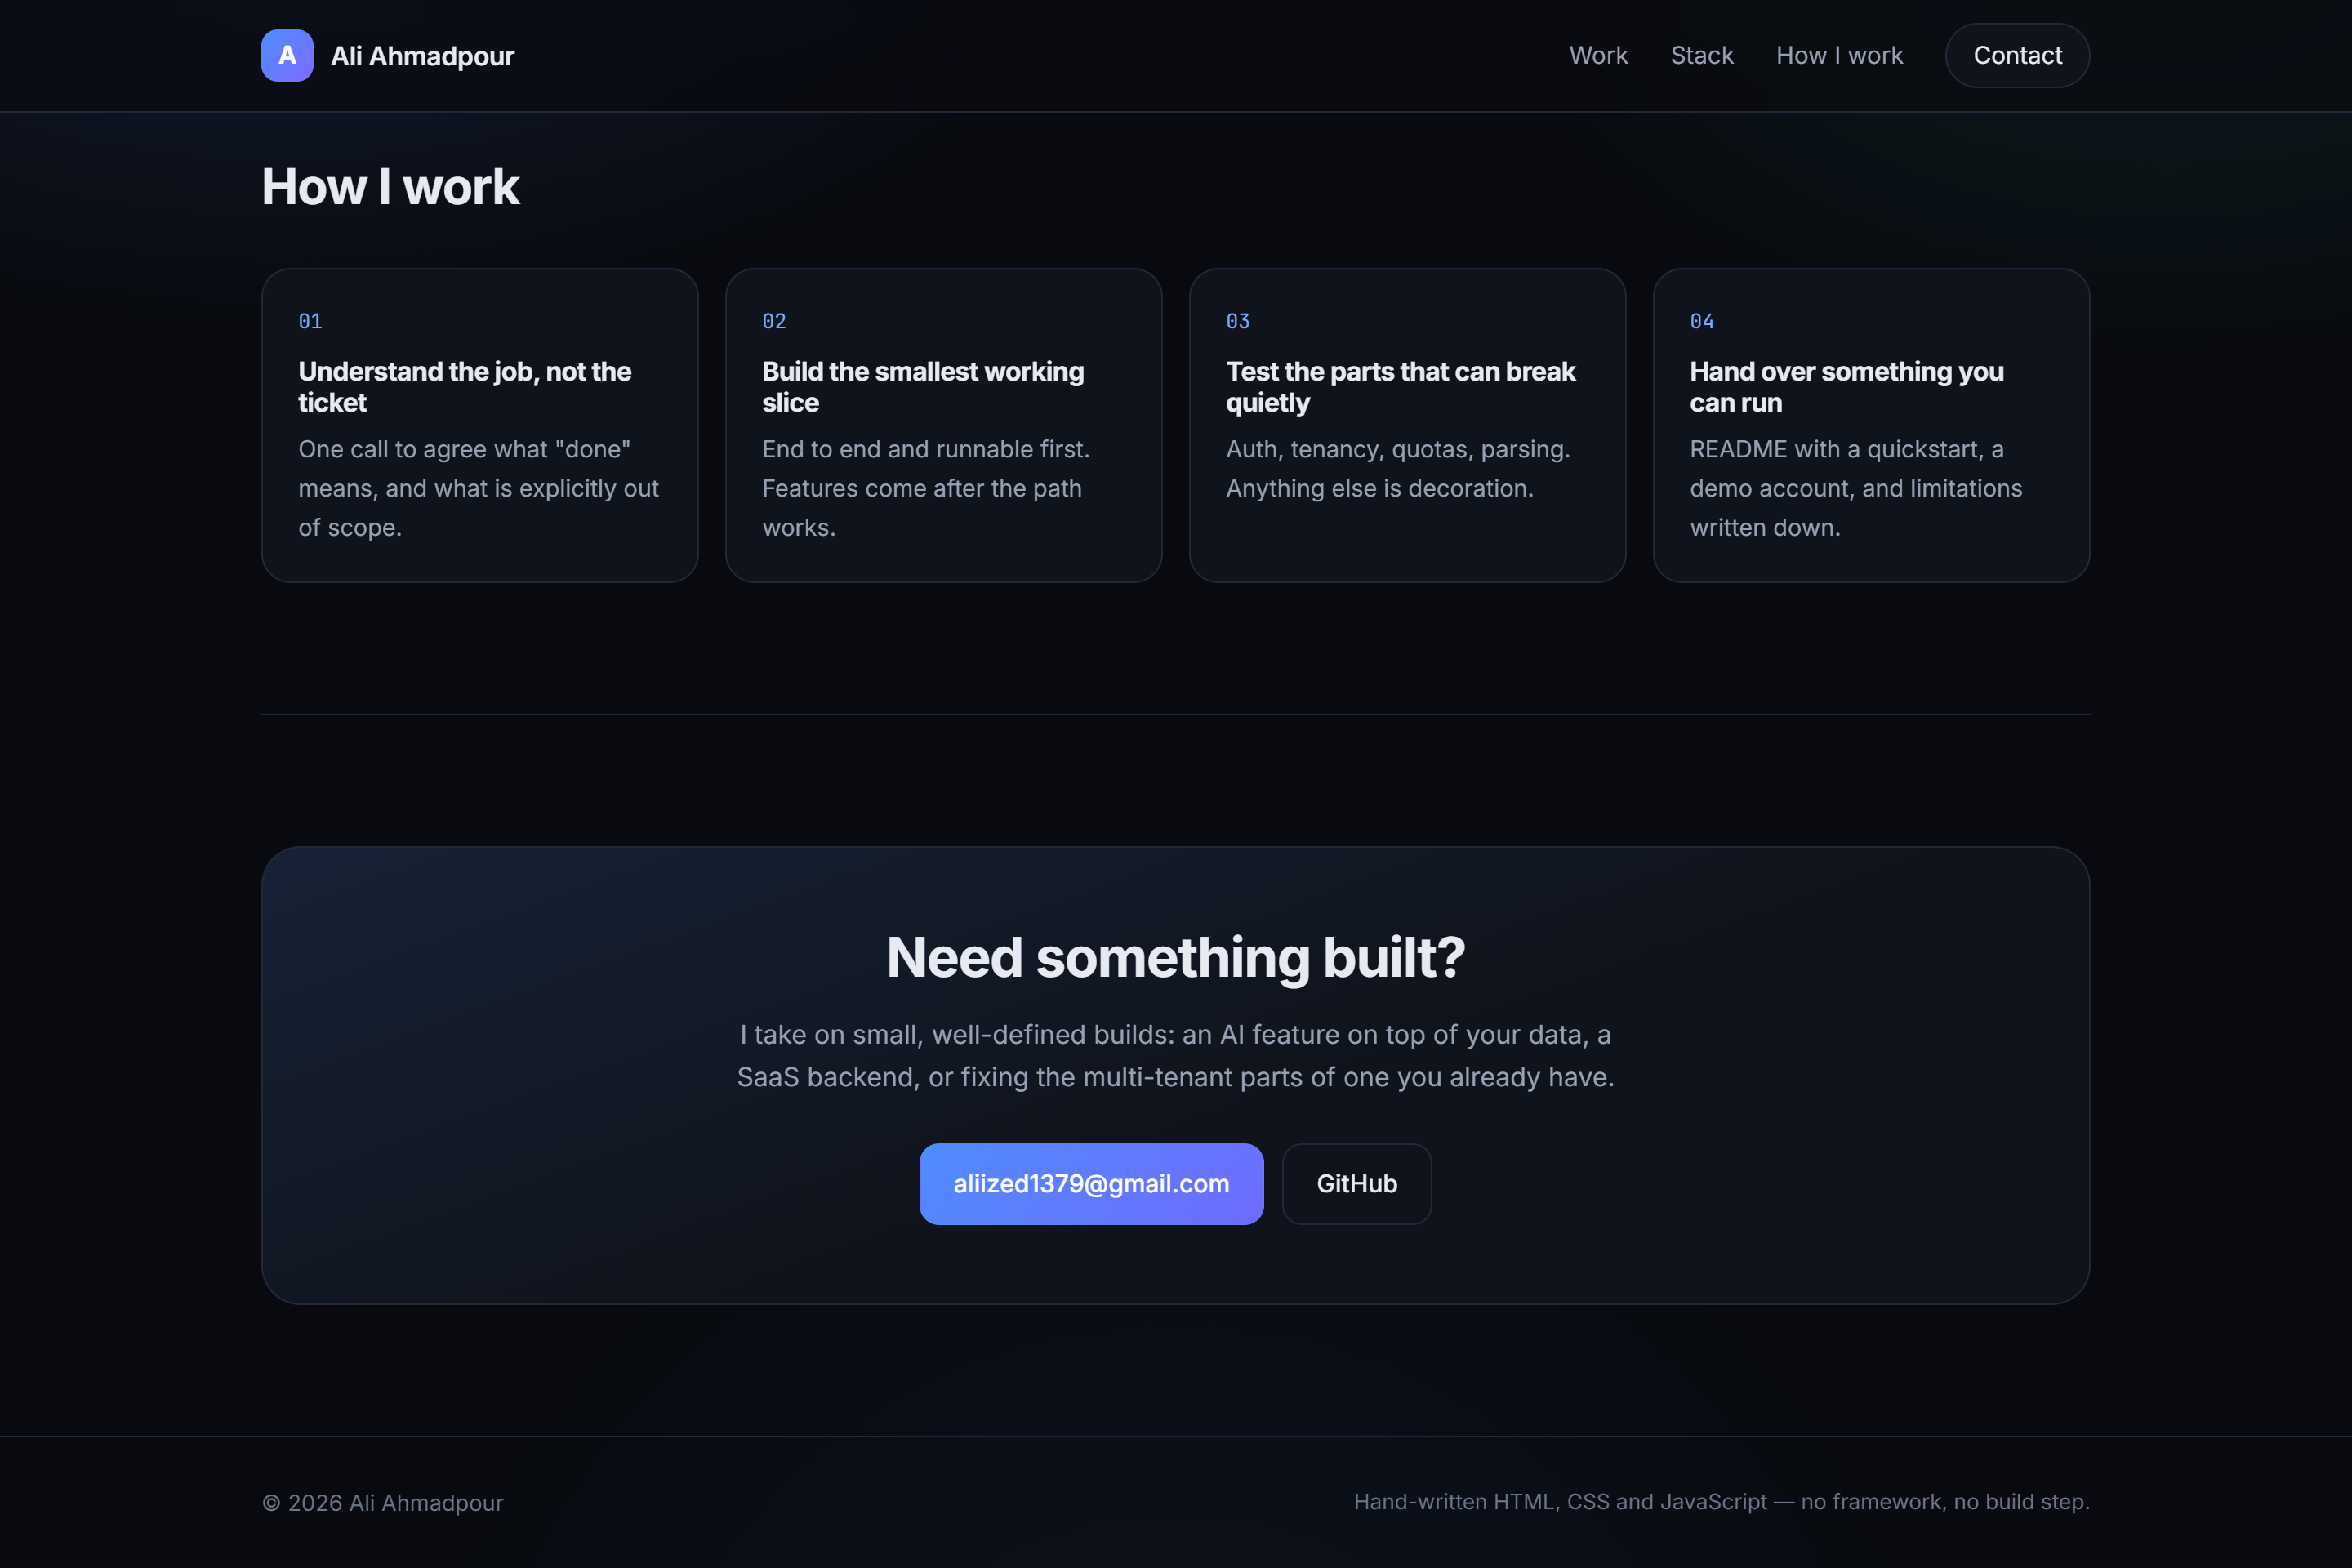 A
Ali Ahmadpour
Work
Stack
How I work
Contact
How I work
01
Understand the job, not the
ticket
One call to agree what "done"
means, and what is explicitly out
of scope.
02
Build the smallest working
slice
End to end and runnable first.
Features come after the path
works.
03
Test the parts that can break
quietly
Auth, tenancy, quotas, parsing.
Anything else is decoration.
04
Hand over something you
can run
README with a quickstart, a
demo account, and limitations
written down.
Need something built?
I take on small, well-defined builds: an AI feature on top of your data, a
SaaS backend, or fixing the multi-tenant parts of one you already have.
aliized1379@gmail.com
GitHub
© 2026 Ali Ahmadpour
Hand-written HTML, CSS and JavaScript — no framework, no build step.